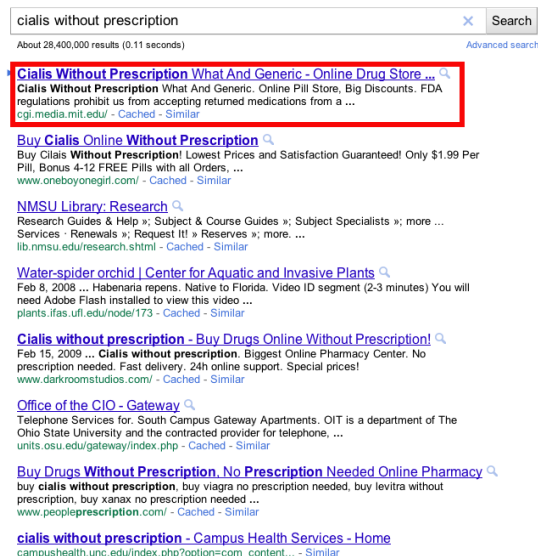 cialis without prescription
Search
About 28,400,000 results (0.11 seconds)
Advanced search
Cialis Without Prescription What And Generic - Online Drug Store ...
Cialis Without Prescription What And Generic. Online Pill Store, Big Discounts. FDA
regulations prohibit us from accepting returned medications from a ...
cgi.media.mit.edu/ - Cached - Similar
Buy Cialis Online Without Prescription
Buy Cilais Without Prescription! Lowest Prices and Satisfaction Guaranteed! Only $1.99 Per
Pill, Bonus 4-12 FREE Pills with all Orders, ...
www.oneboyonegirl.com/ - Cached - Similar
NMSU Library: Research
Research Guides & Help »; Subject & Course Guides »; Subject Specialists »; more ...
Services · Renewals »; Request It! » Reserves »; more. ...
lib.nmsu.edu/research.shtml - Cached - Similar
Water-spider orchid | Center for Aquatic and Invasive Plants
Feb 8, 2008 ... Habenaria repens. Native to Florida. Video ID segment (2-3 minutes) You will
need Adobe Flash installed to view this video ...
plants.ifas.ufl.edu/node/173 - Cached - Similar
Cialis without prescription - Buy Drugs Online Without Prescription!
Feb 15, 2009 ... Cialis without prescription. Biggest Online Pharmacy Center. No
prescription needed. Fast delivery. 24h online support. Special prices!
www.darkroomstudios.com/ - Cached - Similar
Office of the CIO - Gateway
Telephone Services for. South Campus Gateway Apartments. OIT is a department of The
Ohio State University and the contracted provider for telephone, ...
units.osu.edu/gateway/index.php - Cached - Similar
Buy Drugs Without Prescription, No Prescription Needed Online Pharmacy
buy cialis without prescription, buy viagra no prescription needed, buy levitra without
prescription, buy xanax no prescription needed ...
www.peopleprescription.com/ - Cached - Similar
cialis without prescription - Campus Health Services - Home
campushealth.unc.edu/index.php?option=com_content... - Similar